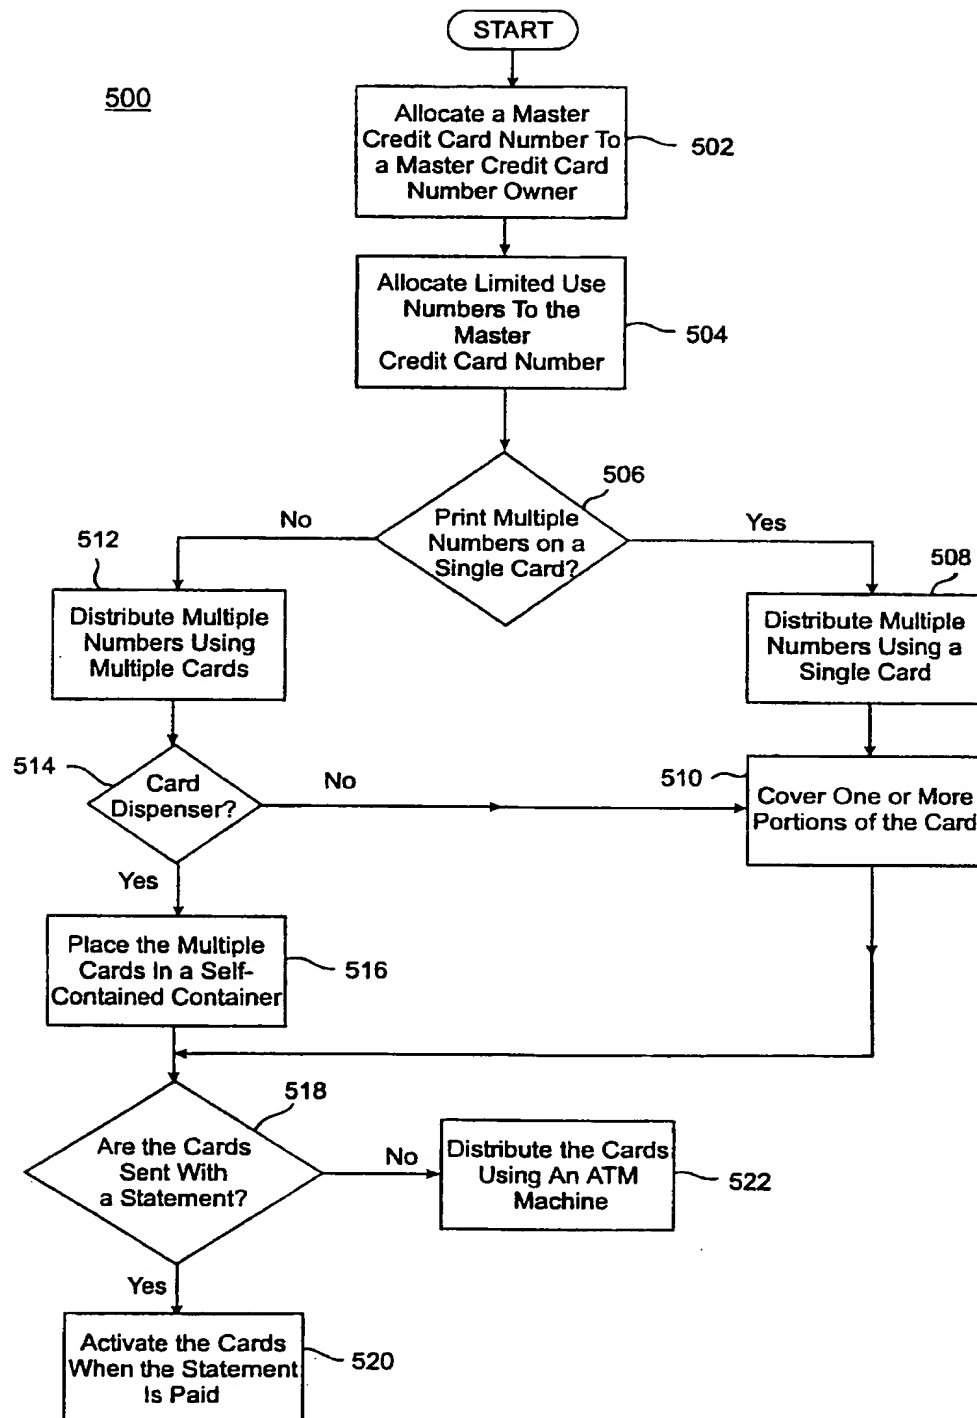 START
500
Allocate a Master
Credit Card Number To
a Master Credit Card
Number Owner
502
Allocate Limited Use
Numbers To the
Master
Credit Card Number
504
506
Print Multiple
Numbers on a
Single Card?
No
Yes
512
508
Distribute Multiple
Numbers Using
Multiple Cards
Distribute Multiple
Numbers Using a
Single Card
514
Card
Dispenser?
No
510
Cover One or More
Portions of the Card
Yes
Place the Multiple
Cards In a Self-
Contained Container
516
518
Are the Cards
Sent With
a Statement?
No
Distribute the Cards
Using An ATM
Machine
522
Yes
Activate the Cards
When the Statement
Is Paid
520